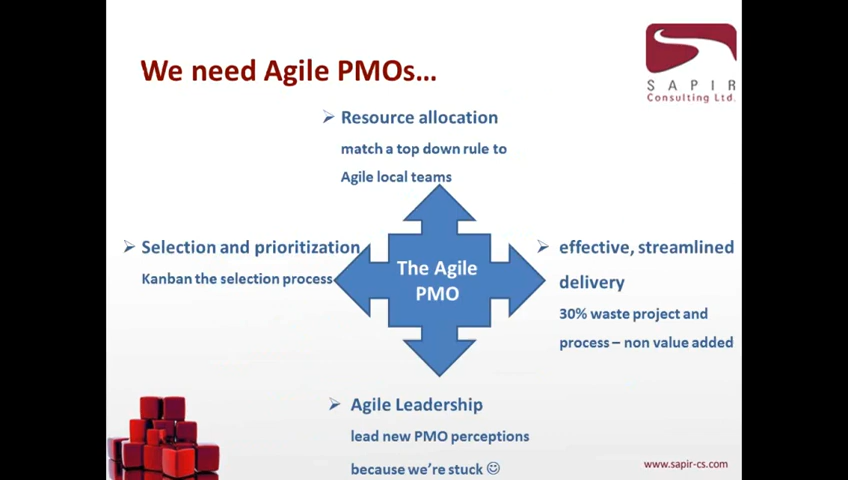 We need Agile PMOs...
SAPIR
Consulting Ltd.
➢ Resource allocation
match a top down rule to
Agile local teams
➢ Selection and prioritization
Kanban the selection process
The Agile
PMO
➢ effective, streamlined
delivery
30% waste project and
process – non value added
➢ Agile Leadership
lead new PMO perceptions
because we're stuck ☺
www.sapir-cs.com